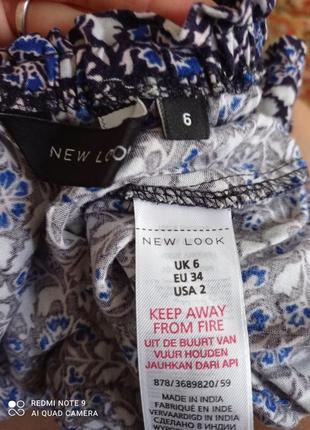 6
NEW LOOK
NEW LOOK
UK 6
EU 34
USA 2
KEEP AWAY
FROM FIRE
UIT DE BUURT VAN
VUUR HOUDEN
JAUHKAN DARI API
878/3689820/59
MADE IN INDIA
FABRIQUÉ EN INDE
VERVAARDIGD IN INDIA
СДЕЛАНО В ИНДИИ
REDMI NOTE 9
AI QUAD CAMERA